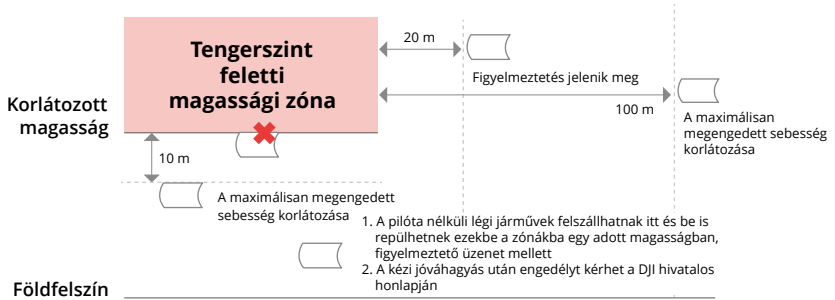 Tengerszint
feletti
magassági zóna
20 m
Figyelmeztetés jelenik meg
100 m
A maximálisan
megengedett sebesség
korlátozása
Korlátozott
magasság
10 m
A maximálisan megengedett
sebesség korlátozása
1. A pilóta nélküli légi járművek felszállhatnak itt és be is
repülhetnek ezekbe a zónákba egy adott magasságban,
figyelmeztető üzenet mellett
2. A kézi jóváhagyás után engedélyt kérhet a DJI hivatalos
honlapján
Földfelszín